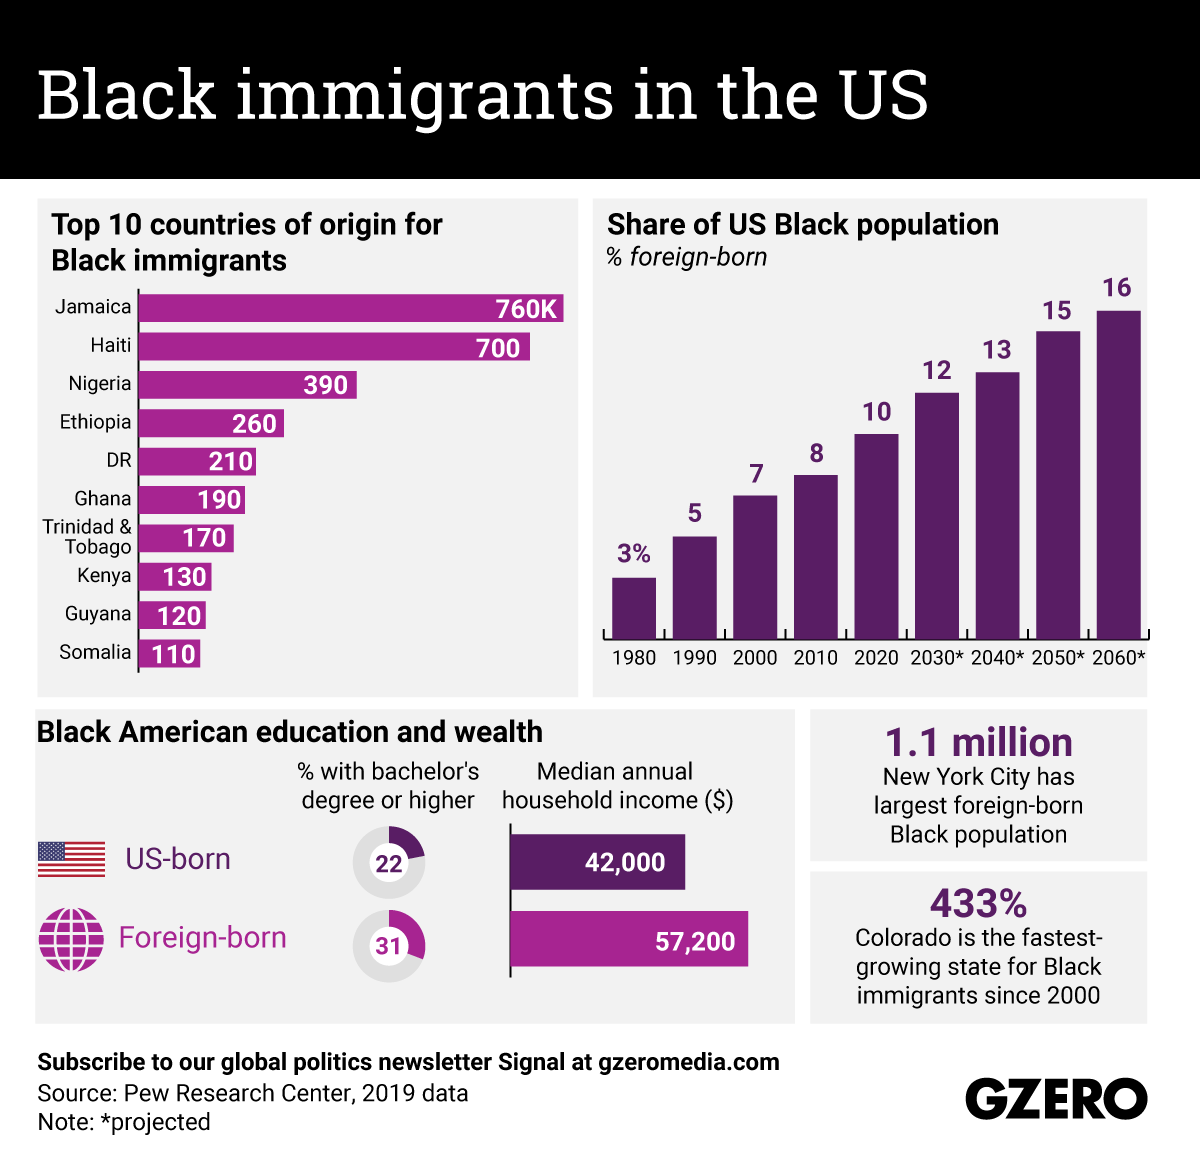 Black immigrants in the US
Top 10 countries of origin for
Black immigrants
Jamaica 760K
Haiti 700
Nigeria 390
Ethiopia 260
DR 210
Ghana 190
Trinidad &
Tobago 170
Kenya 130
Guyana 120
Somalia 110
Share of US Black population
% foreign-born
3% 5 7 8 10 12 13 15 16
1980 1990 2000 2010 2020 2030* 2040* 2050* 2060*
Black American education and wealth
% with bachelor's
degree or higher
Median annual
household income ($)
US-born 22 42,000
Foreign-born 31 57,200
1.1 million
New York City has
largest foreign-born
Black population
433%
Colorado is the fastest-
growing state for Black
immigrants since 2000
Subscribe to our global politics newsletter Signal at gzeromedia.com
Source: Pew Research Center, 2019 data
Note: *projected
GZERO